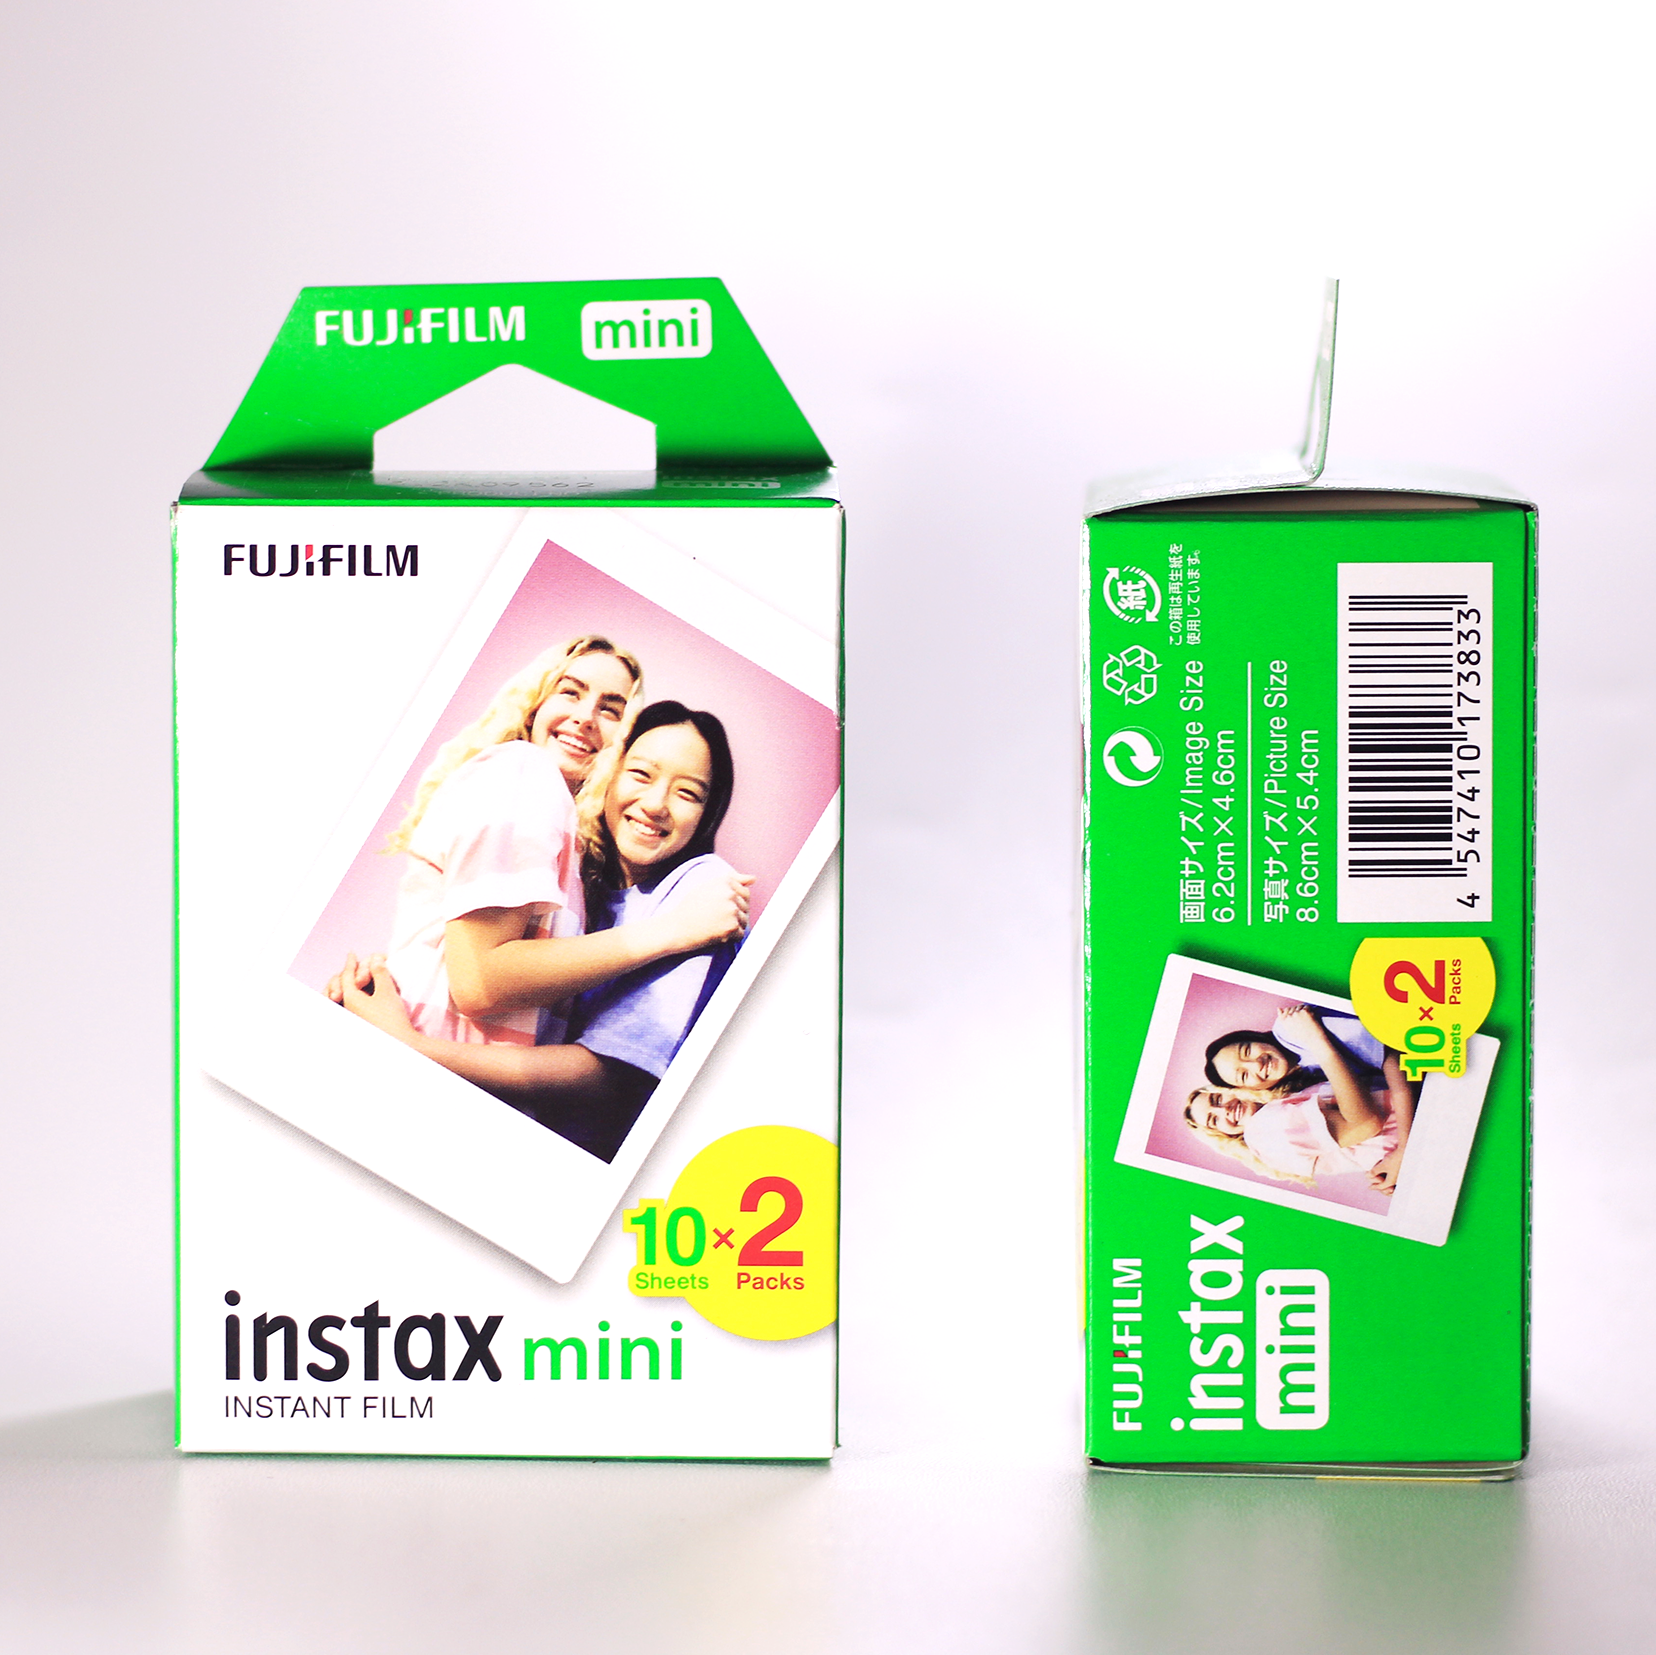 FUJIFILM mini
FUJIFILM
10×2
Sheets Packs
instax mini
INSTANT FILM
紙
この箱は再生紙を
使用しています。
画面サイズ/Image Size
6.2cm×4.6cm
写真サイズ/Picture Size
8.6cm×5.4cm
4 547410 173833
10×2
Sheets Packs
FUJIFILM
instax
mini